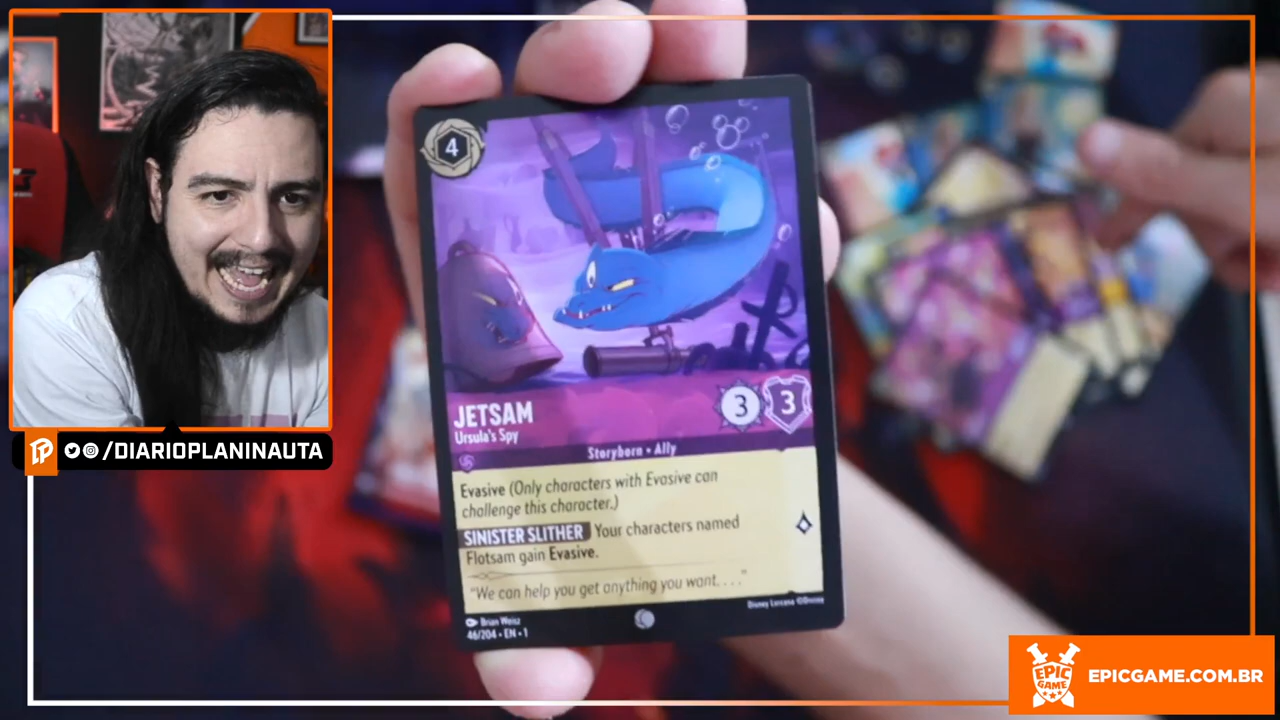 4
JETSAM
Ursula's Spy
3
3
Storyborn • Ally
Evasive (Only characters with Evasive can
challenge this character.)
SINISTER SLITHER Your characters named
Flotsam gain Evasive.
"We can help you get anything you want. . . ."
Brian Weisz
Disney Lorcana ©Disney
46/204 • EN • 1
/DIARIOPLANINAUTA
EPIC
GAME
EPICGAME.COM.BR